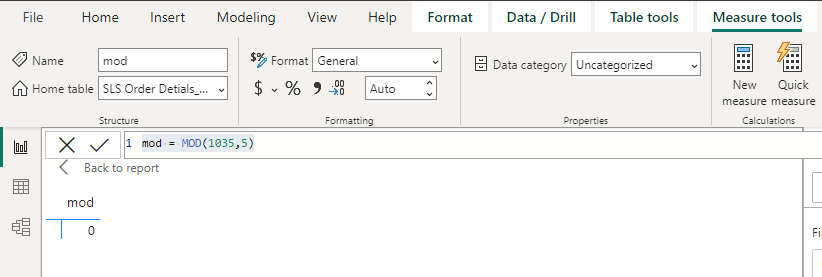 File Home Insert Modeling View Help Format Data / Drill Table tools Measure tools
Name mod
Home table SLS Order Detials_...
Structure
$% Format General
$ % 9 .00 →.0 Auto
Formatting
Data category Uncategorized
Properties
New measure
Quick measure
Calculations
1 mod = MOD(1035,5)
Back to report
mod
0